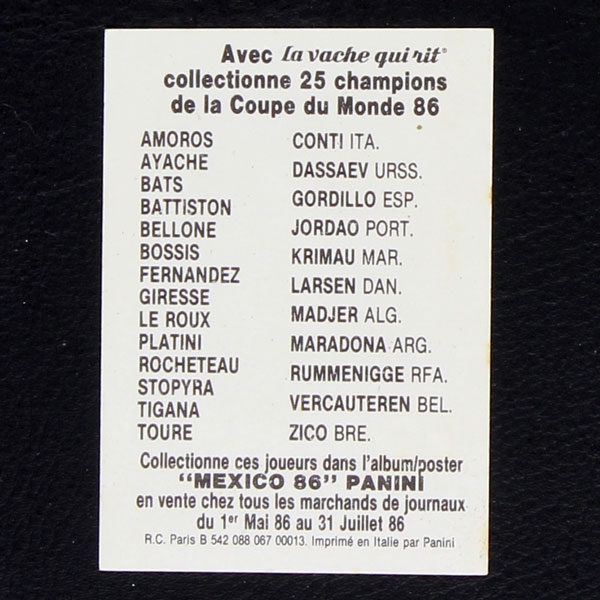 Avec la vache qui rit®
collectionne 25 champions
de la Coupe du Monde 86
AMOROS
AYACHE
BATS
BATTISTON
BELLONE
BOSSIS
FERNANDEZ
GIRESSE
LE ROUX
PLATINI
ROCHETEAU
STOPYRA
TIGANA
TOURE
CONTI ITA.
DASSAEV URSS.
GORDILLO ESP.
JORDAO PORT.
KRIMAU MAR.
LARSEN DAN.
MADJER ALG.
MARADONA ARG.
RUMMENIGGE RFA.
VERCAUTEREN BEL.
ZICO BRE.
Collectionne ces joueurs dans l'album/poster
"MEXICO 86" PANINI
en vente chez tous les marchands de journaux
du 1er Mai 86 au 31 Juillet 86
R.C. Paris B 542 088 067 00013. Imprimé en Italie par Panini